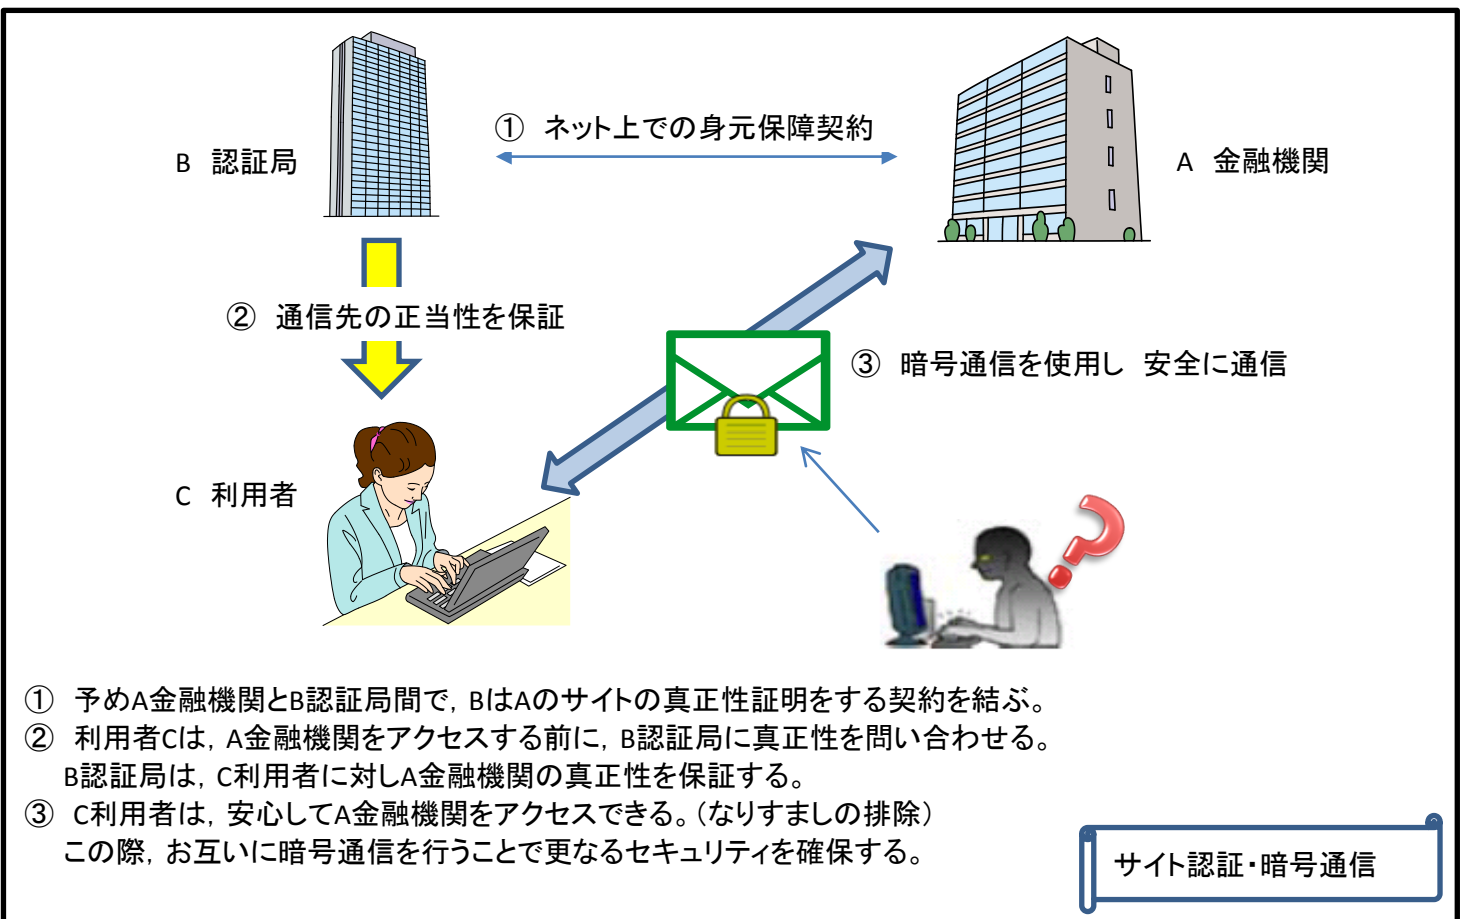 ① ネット上での身元保障契約
B 認証局
A 金融機関
② 通信先の正当性を保証
③ 暗号通信を使用し 安全に通信
C 利用者
① 予めA金融機関とB認証局間で，BはAのサイトの真正性証明をする契約を結ぶ。
② 利用者Cは，A金融機関をアクセスする前に，B認証局に真正性を問い合わせる。
B認証局は，C利用者に対しA金融機関の真正性を保証する。
③ C利用者は，安心してA金融機関をアクセスできる。（なりすましの排除）
この際，お互いに暗号通信を行うことで更なるセキュリティを確保する。
サイト認証・暗号通信